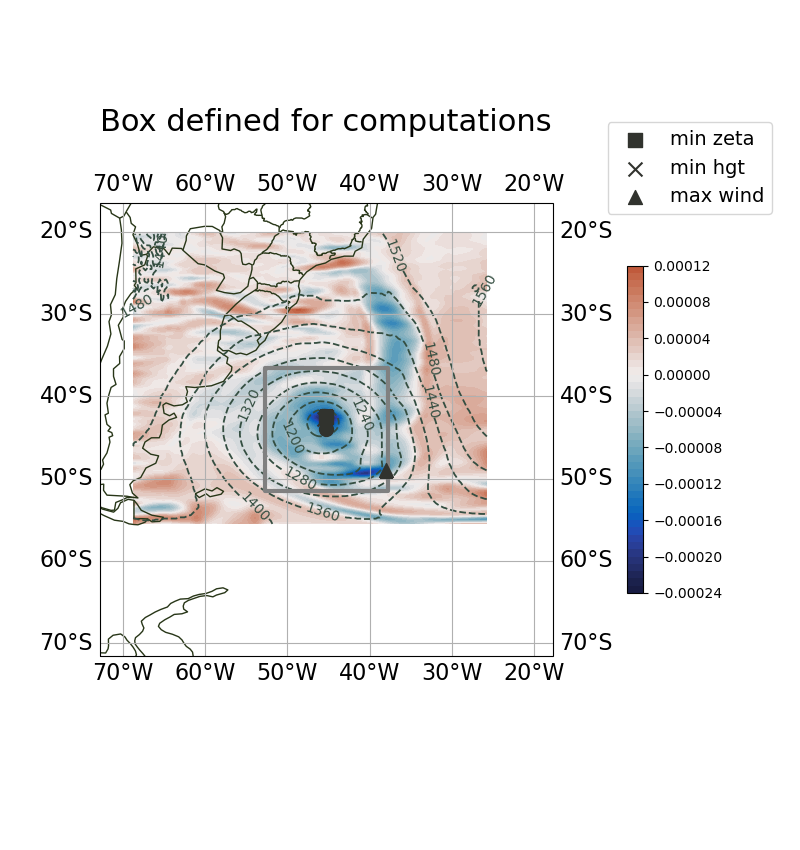 Box defined for computations
min zeta
min hgt
max wind
70°W 60°W 50°W 40°W 30°W 20°W
20°S 20°S
30°S 30°S
40°S 40°S
50°S 50°S
60°S 60°S
70°S 70°S
70°W 60°W 50°W 40°W 30°W 20°W
1480
1520
1560
1480
1440
1320
1240
1200
1280
1400
1360
0.00012
0.00008
0.00004
0.00000
−0.00004
−0.00008
−0.00012
−0.00016
−0.00020
−0.00024